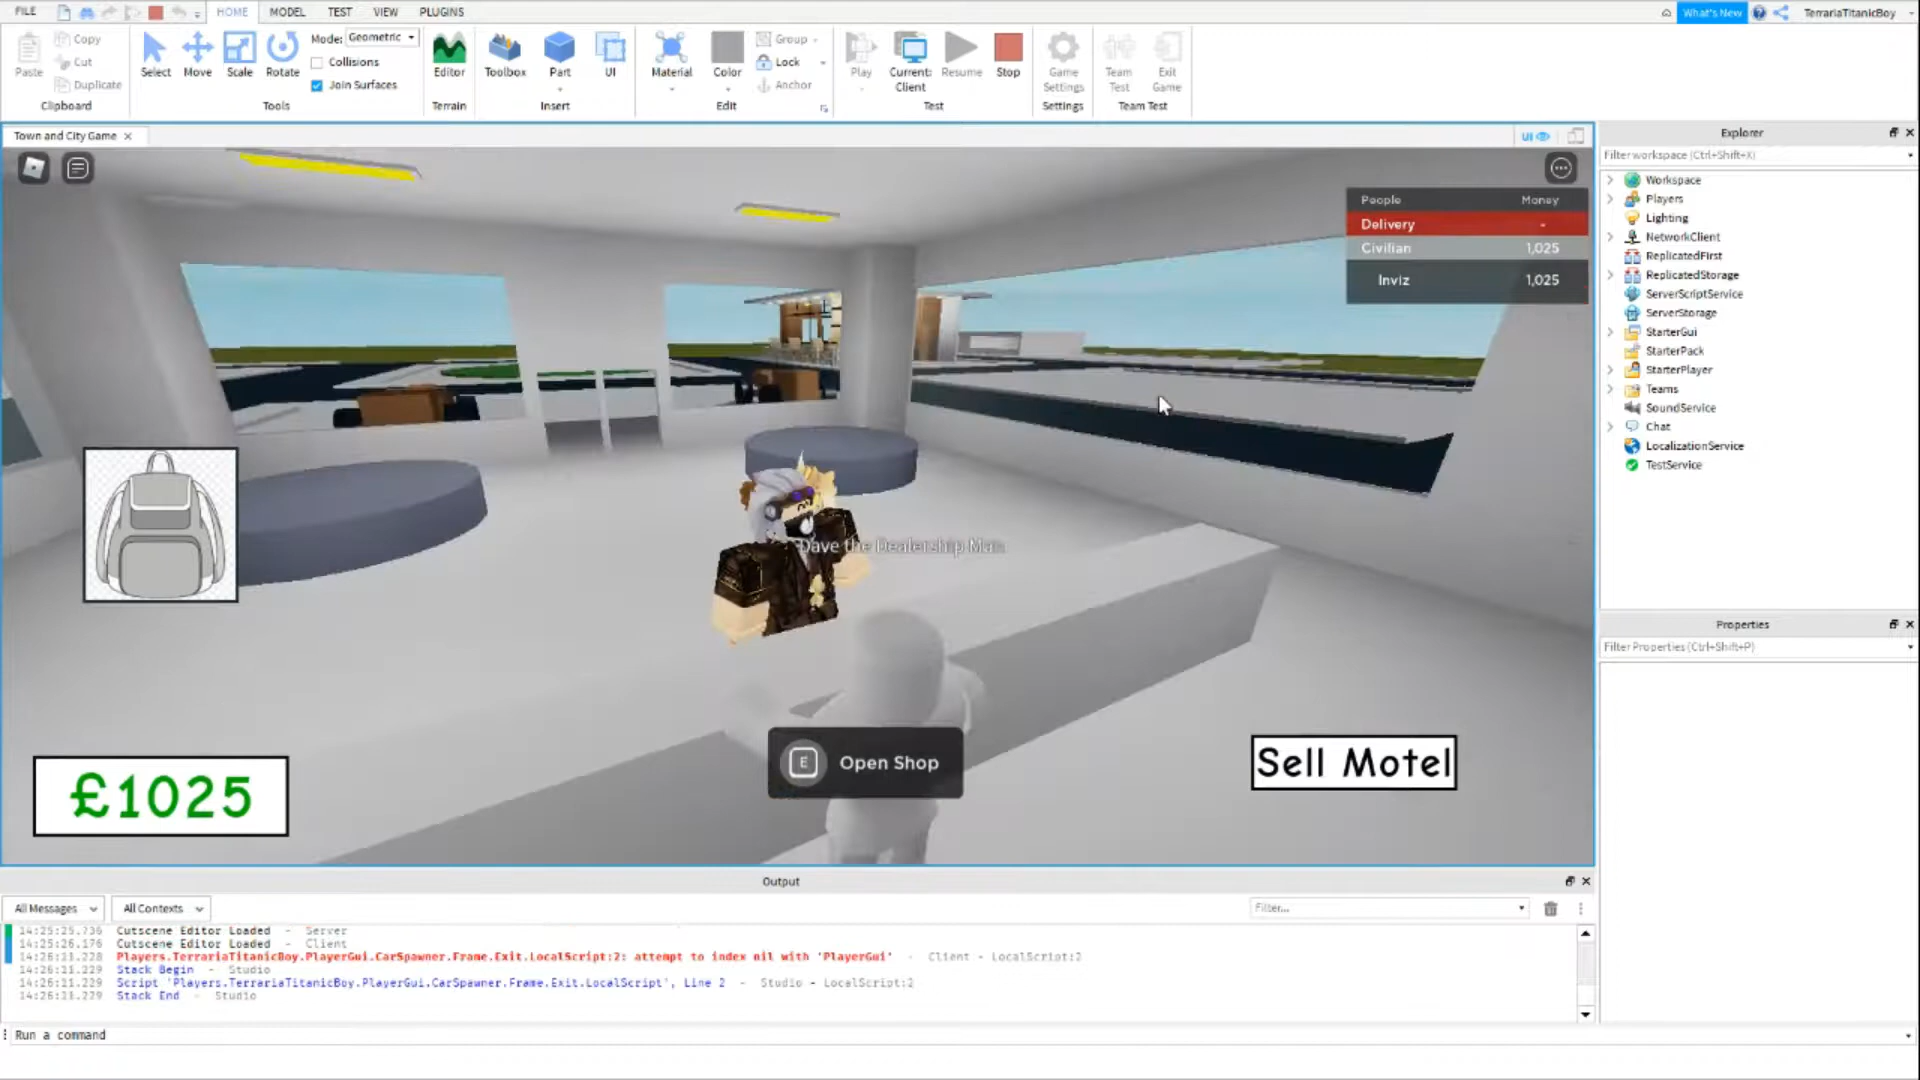 FILE HOME MODEL TEST VIEW PLUGINS What's New TerrariaTitanicBoy
Paste Copy Cut Duplicate Clipboard
Select Move Scale Rotate Mode: Geometric Collisions Join Surfaces Tools
Editor Terrain
Toolbox Part UI Insert
Material Color Group Lock Anchor Edit
Play Current: Client Resume Stop Test
Game Settings Settings
Team Test Exit Game Team Test
Town and City Game
UI
People Money
Delivery -
Civilian 1,025
Inviz 1,025
Dave the Dealership Man
E Open Shop
Sell Motel
£1025
Explorer
Filter workspace (Ctrl+Shift+X)
Workspace
Players
Lighting
NetworkClient
ReplicatedFirst
ReplicatedStorage
ServerScriptService
ServerStorage
StarterGui
StarterPack
StarterPlayer
Teams
SoundService
Chat
LocalizationService
TestService
Properties
Filter Properties (Ctrl+Shift+P)
Output
All Messages All Contexts Filter...
14:25:25.736 Cutscene Editor Loaded - Server
14:25:26.176 Cutscene Editor Loaded - Client
14:26:11.228 Players.TerrariaTitanicBoy.PlayerGui.CarSpawner.Frame.Exit.LocalScript:2: attempt to index nil with 'PlayerGui' - Client - LocalScript:2
14:26:11.229 Stack Begin - Studio
14:26:11.229 Script 'Players.TerrariaTitanicBoy.PlayerGui.CarSpawner.Frame.Exit.LocalScript', Line 2 - Studio - LocalScript:2
14:26:11.229 Stack End - Studio
Run a command